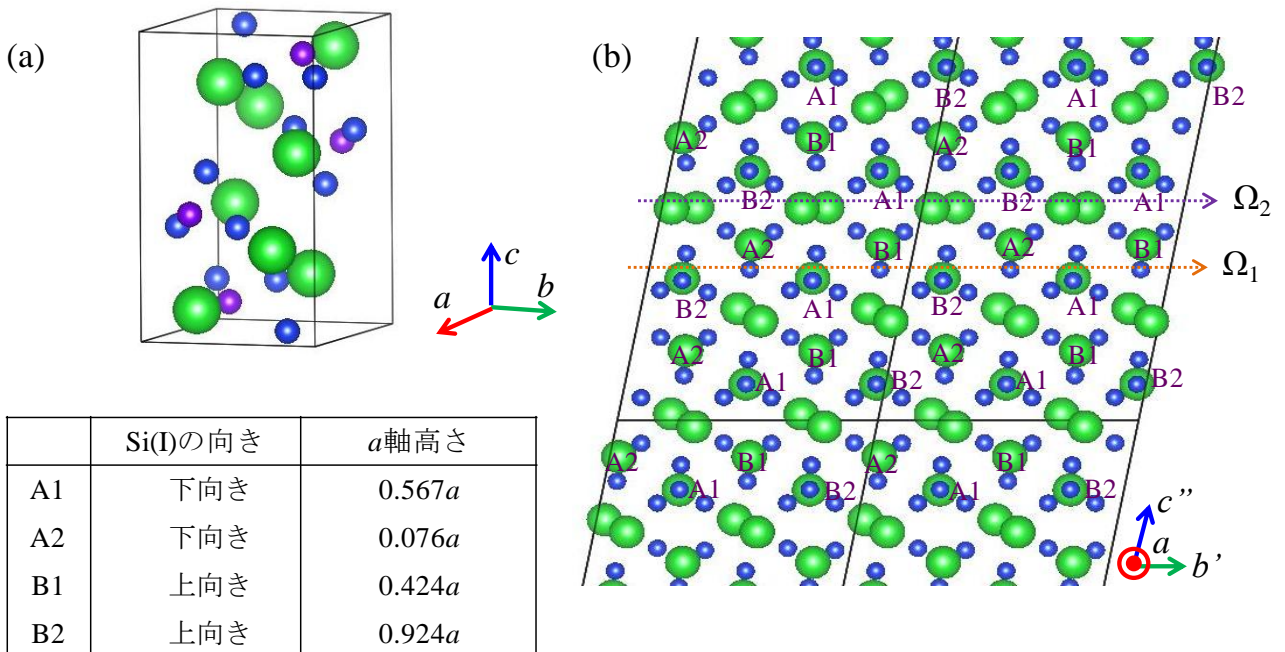 (a)
c
a
b
Si(I)の向き a軸高さ
A1 下向き 0.567a
A2 下向き 0.076a
B1 上向き 0.424a
B2 上向き 0.924a
(b)
A1 B2 A1 B2
A2 B1 A2 B1
B2 A1 B2 A1 Ω2
A2 B1 A2 B1
Ω1
B2 A1 B2 A1
A2 B1 A2 B1
A1 B2 A1 B2
A2 B1 A2 B1
A1 B2 A1 B2
c”
a
b’